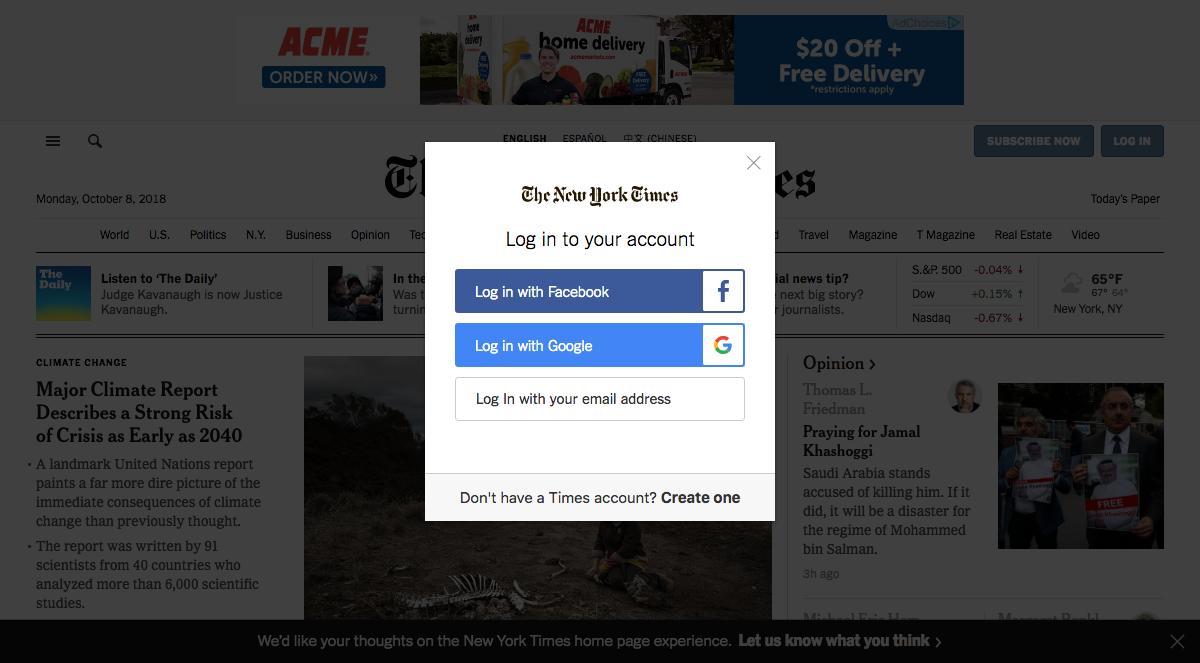 ACME
ORDER NOW»
home delivery
ACME
home delivery
acmemarkets.com
FREE
Delivery
ACME
AdChoices
$20 Off +
Free Delivery
*restrictions apply
ENGLISH ESPAÑOL 中文 (CHINESE)
SUBSCRIBE NOW
LOG IN
Monday, October 8, 2018
Today's Paper
World U.S. Politics N.Y. Business Opinion Travel Magazine T Magazine Real Estate Video
The Daily
Listen to ‘The Daily’
Judge Kavanaugh is now Justice
Kavanaugh.
In the
Was
news tip?
next big story?
journalists.
S.&P. 500 -0.04% ↓
Dow +0.15% ↑
Nasdaq -0.67% ↓
65°F
67° 64°
New York, NY
The New York Times
Log in to your account
Log in with Facebook
Log in with Google
Log In with your email address
Don't have a Times account? Create one
CLIMATE CHANGE
Major Climate Report
Describes a Strong Risk
of Crisis as Early as 2040
• A landmark United Nations report
paints a far more dire picture of the
immediate consequences of climate
change than previously thought.
• The report was written by 91
scientists from 40 countries who
analyzed more than 6,000 scientific
studies.
Opinion >
Thomas L.
Friedman
Praying for Jamal
Khashoggi
Saudi Arabia stands
accused of killing him. If it
did, it will be a disaster for
the regime of Mohammed
bin Salman.
3h ago
FREE
We’d like your thoughts on the New York Times home page experience. Let us know what you think >